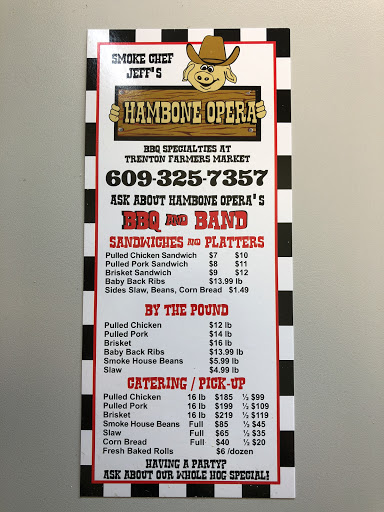 SMOKE CHEF
JEFF'S
HAMBONE OPERA
BBQ SPECIALTIES AT
TRENTON FARMERS MARKET
609-325-7357
ASK ABOUT HAMBONE OPERA'S
BBQ AND BAND
SANDWICHES AND PLATTERS
Pulled Chicken Sandwich $7 $10
Pulled Pork Sandwich $8 $11
Brisket Sandwich $9 $12
Baby Back Ribs $13.99 lb
Sides Slaw, Beans, Corn Bread $1.49
BY THE POUND
Pulled Chicken $12 lb
Pulled Pork $14 lb
Brisket $16 lb
Baby Back Ribs $13.99 lb
Smoke House Beans $5.99 lb
Slaw $4.99 lb
CATERING / PICK-UP
Pulled Chicken 16 lb $185 ½ $99
Pulled Pork 16 lb $199 ½ $109
Brisket 16 lb $219 ½ $119
Smoke House Beans Full $85 ½ $45
Slaw Full $65 ½ $35
Corn Bread Full $40 ½ $20
Fresh Baked Rolls $6 /dozen
HAVING A PARTY?
ASK ABOUT OUR WHOLE HOG SPECIAL!